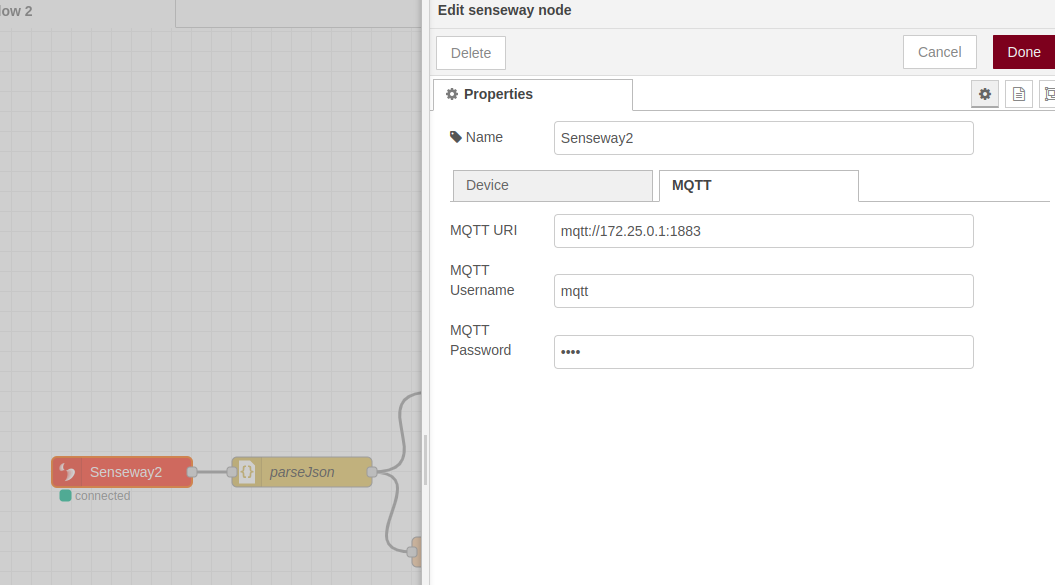 low 2
Edit senseway node
Delete
Cancel
Done
Properties
Name
Senseway2
Device
MQTT
MQTT URI
mqtt://172.25.0.1:1883
MQTT
Username
mqtt
MQTT
Password
••••
Senseway2
{}
parseJson
connected